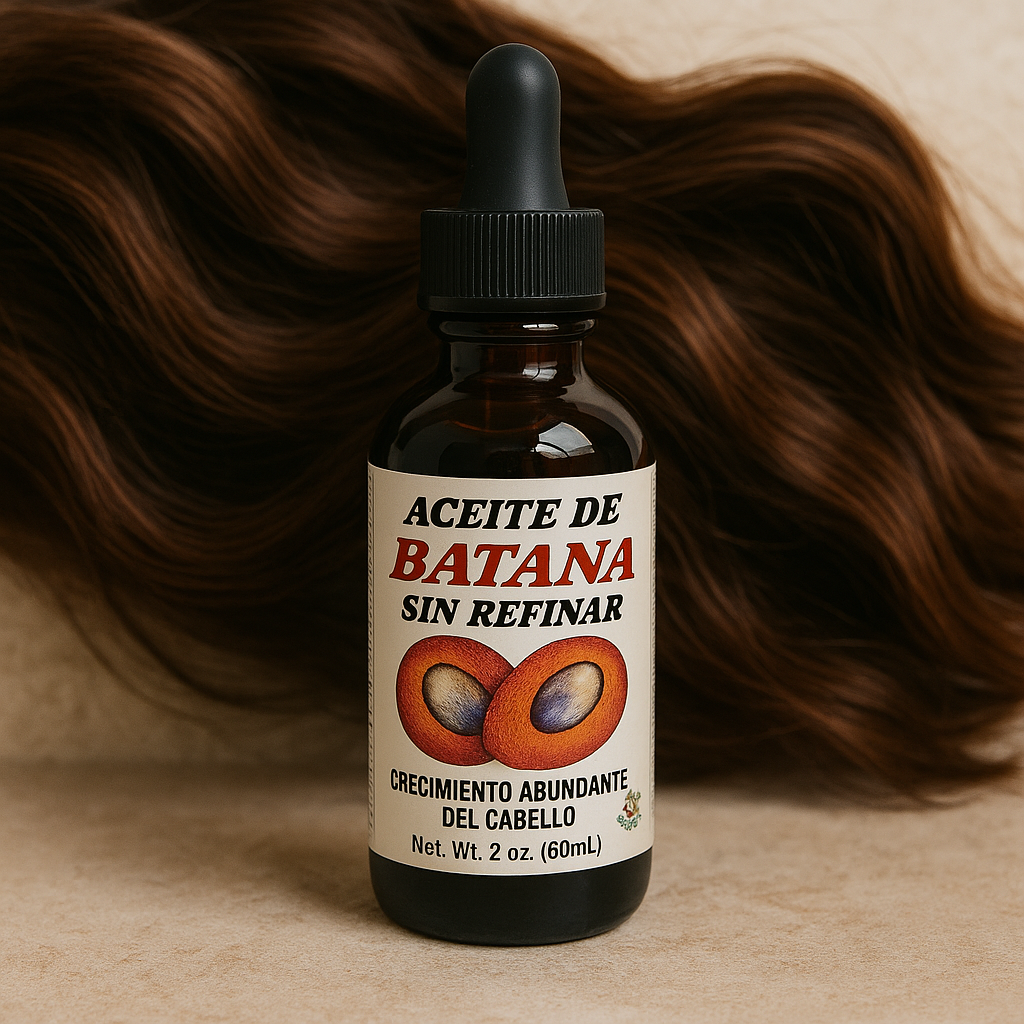 ACEITE DE
BATANA
SIN REFINAR
CRECIMIENTO ABUNDANTE
DEL CABELLO
Net. Wt. 2 oz. (60mL)